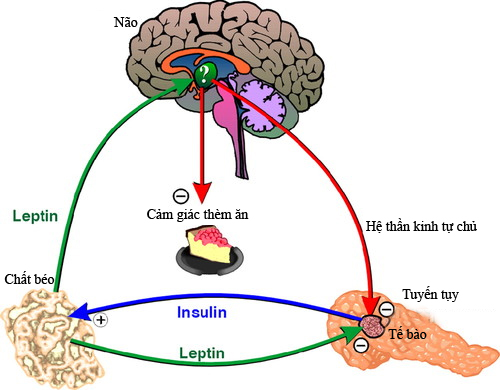 Não
?
Cảm giác thèm ăn
Leptin
Hệ thần kinh tự chủ
Chất béo
Tuyến tụy
Insulin
Tế bào
Leptin